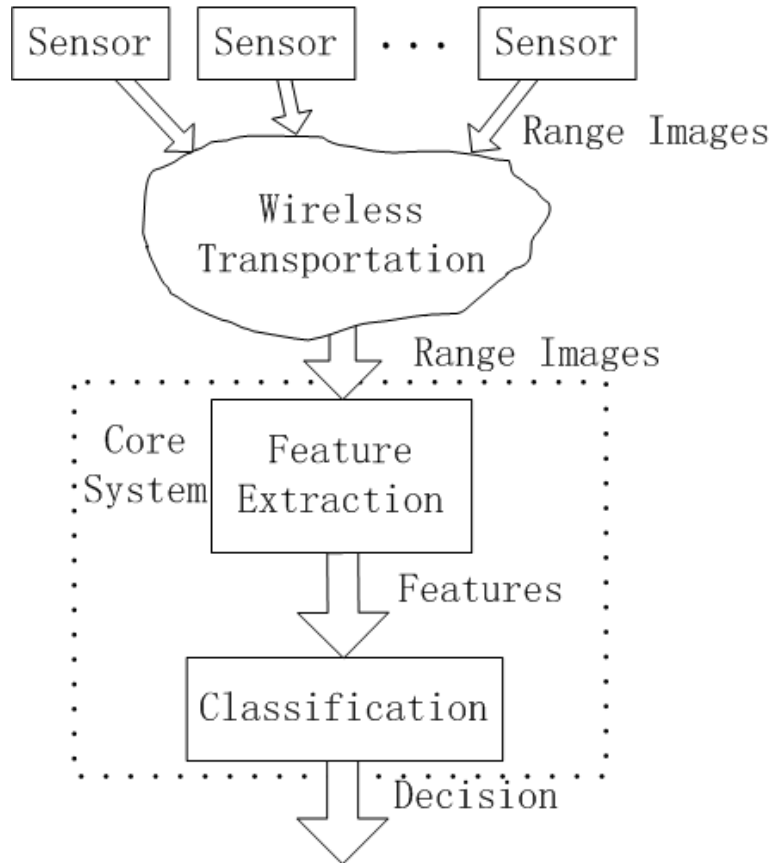 Sensor Sensor ... Sensor
Range Images
Wireless
Transportation
Range Images
Core
System
Feature
Extraction
Features
Classification
Decision